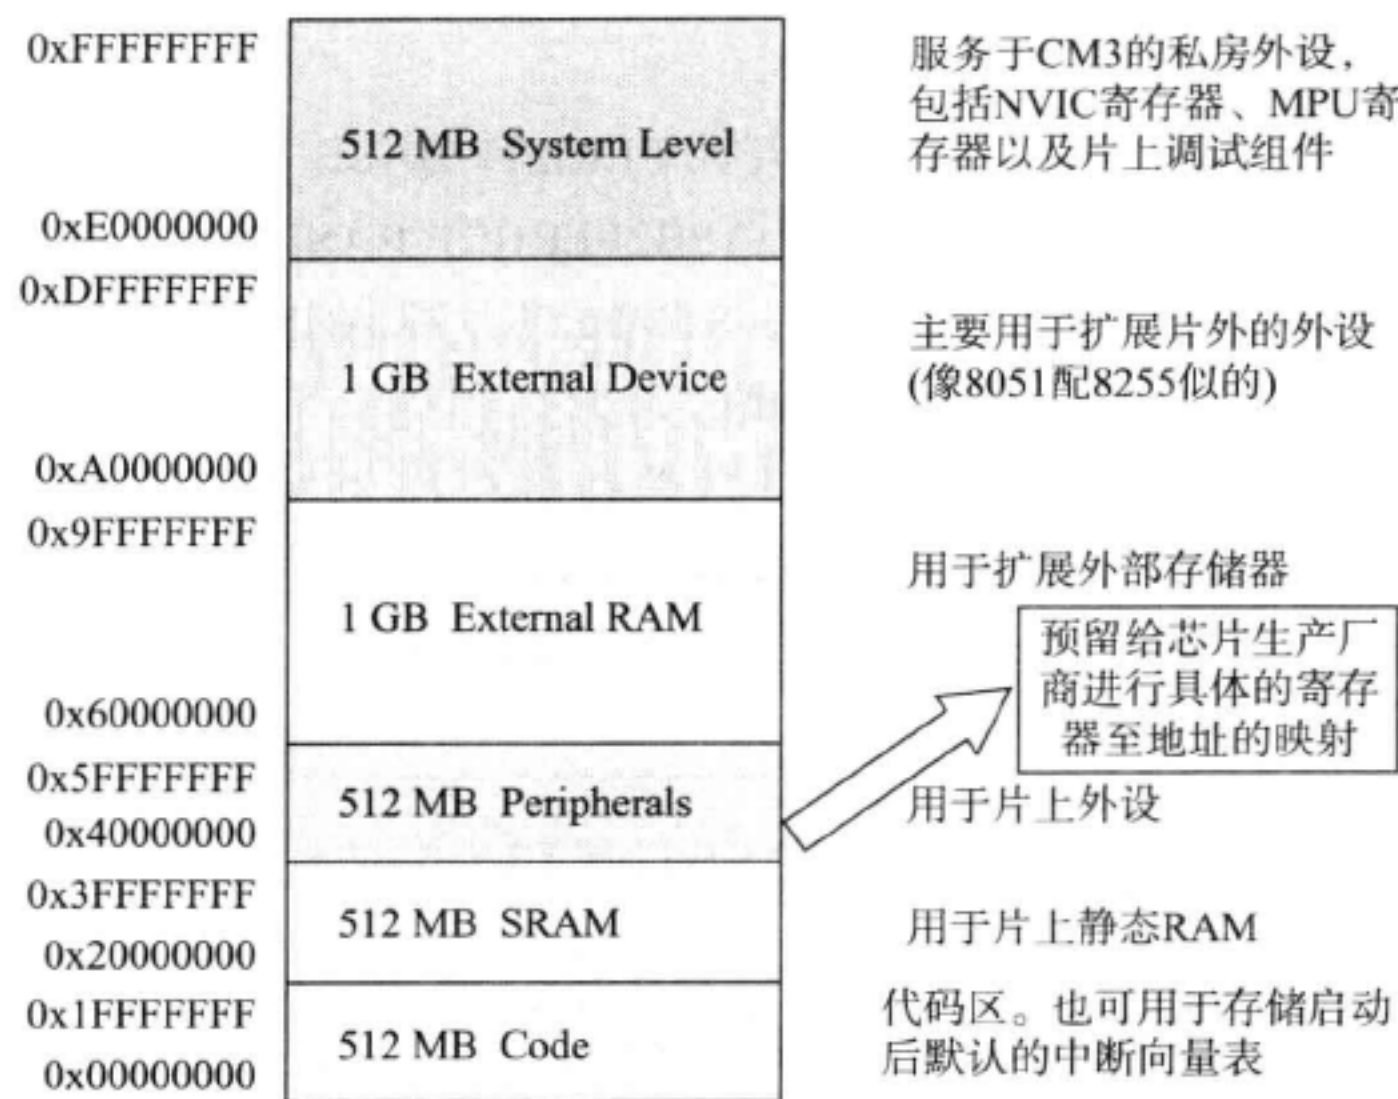 0xFFFFFFFF
服务于CM3的私房外设，
包括NVIC寄存器、MPU寄
存器以及片上调试组件
512 MB System Level
0xE0000000
0xDFFFFFFF
主要用于扩展片外的外设
(像8051配8255似的)
1 GB External Device
0xA0000000
0x9FFFFFFF
用于扩展外部存储器
1 GB External RAM
预留给芯片生产厂
商进行具体的寄存
器至地址的映射
0x60000000
0x5FFFFFFF
512 MB Peripherals
用于片上外设
0x40000000
0x3FFFFFFF
512 MB SRAM
用于片上静态RAM
0x20000000
0x1FFFFFFF
代码区。也可用于存储启动
后默认的中断向量表
512 MB Code
0x00000000